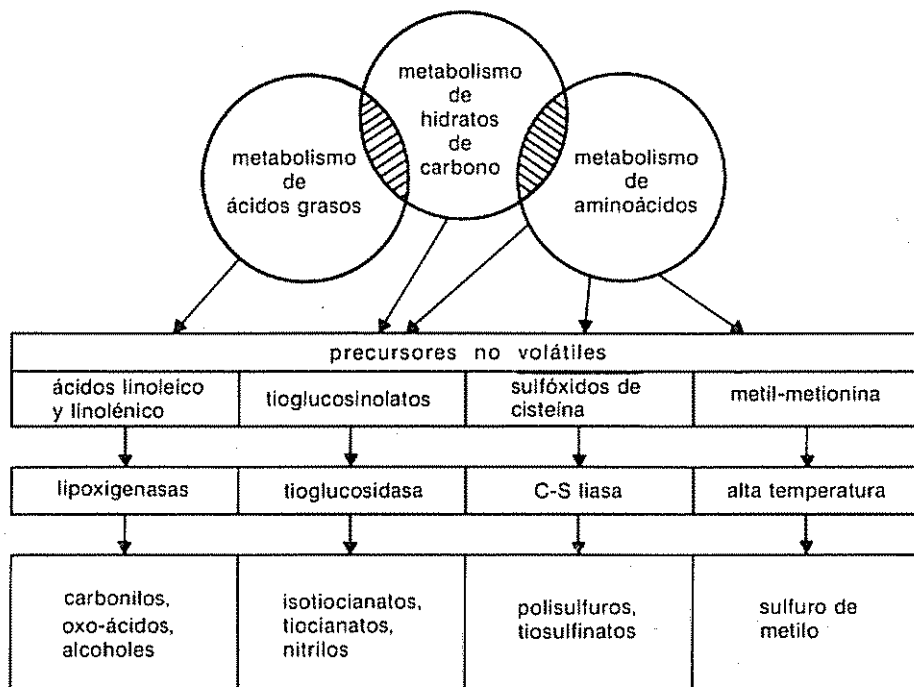 metabolismo
de
hidratos
de
carbono
metabolismo
de
ácidos grasos
metabolismo
de
aminoácidos
precursores no volátiles
ácidos linoleico
y linolénico
tioglucosinolatos
sulfóxidos de
cisteína
metil-metionina
lipoxigenasas
tioglucosidasa
C-S liasa
alta temperatura
carbonilos,
oxo-ácidos,
alcoholes
isotiocianatos,
tiocianatos,
nitrilos
polisulfuros,
tiosulfinatos
sulfuro de
metilo